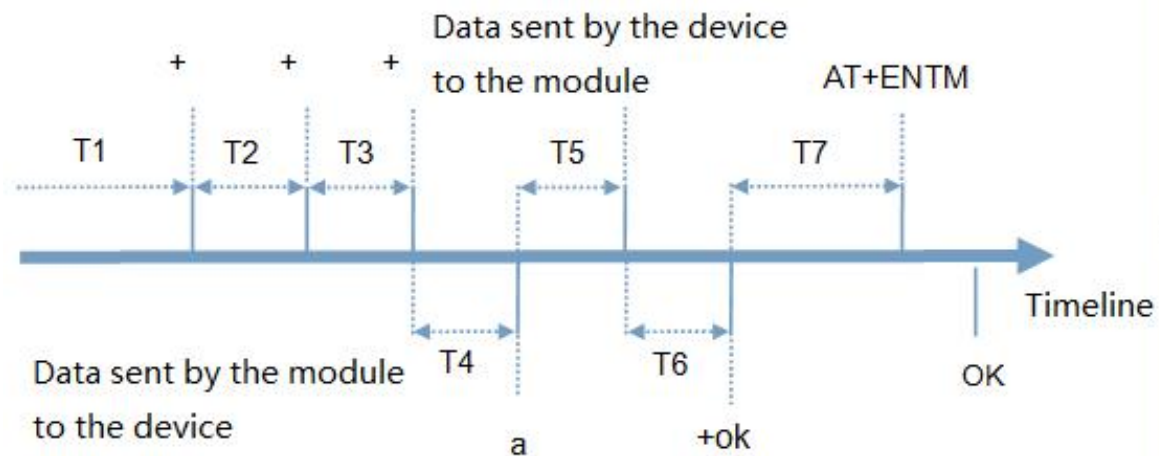 Data sent by the device
to the module
+ + +
AT+ENTM
T1 T2 T3 T5 T7
Timeline
T4 T6
OK
Data sent by the module
to the device
a +ok